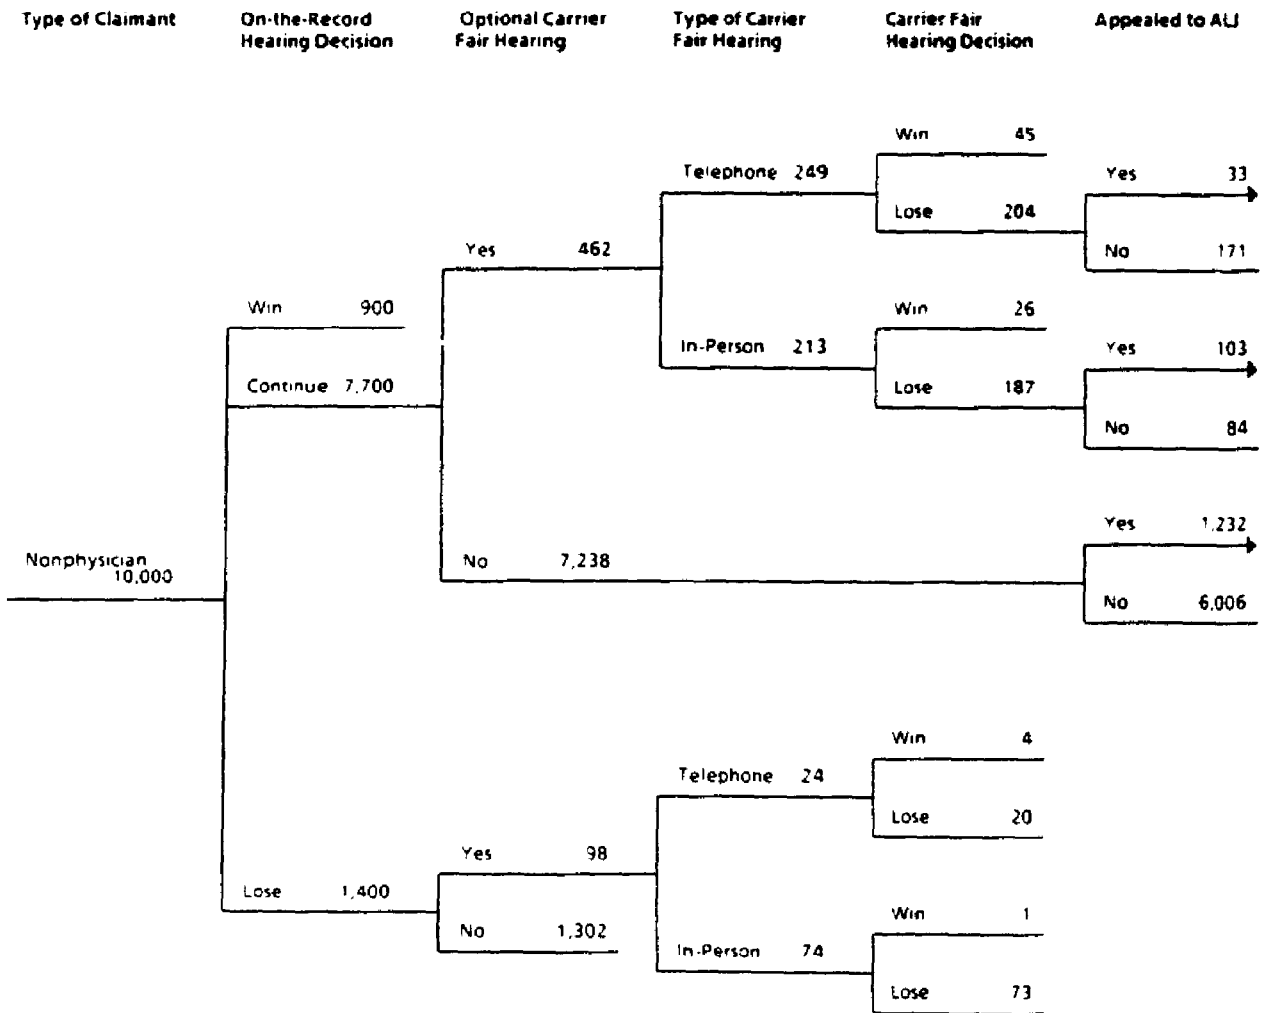 Type of Claimant
On-the-Record
Hearing Decision
Optional Carrier
Fair Hearing
Type of Carrier
Fair Hearing
Carrier Fair
Hearing Decision
Appealed to ALJ
Win 45
Telephone 249
Yes 33
Lose 204
Yes 462
No 171
Win 900
Win 26
In-Person 213
Yes 103
Continue 7,700
Lose 187
No 84
Yes 1,232
Nonphysician
10,000
No 7,238
No 6,006
Win 4
Telephone 24
Lose 20
Yes 98
Lose 1,400
Win 1
No 1,302
In-Person 74
Lose 73